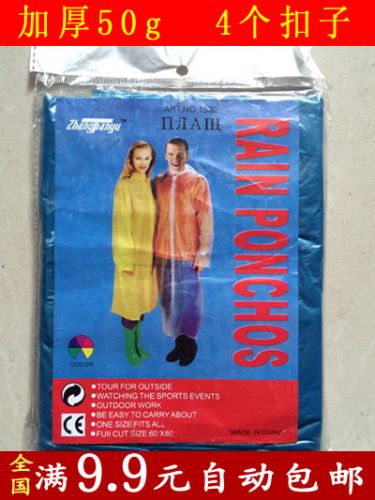 加厚50g 4个扣子
Zhangjianyu™
ART.NO.1532
ПЛАЩ
RAIN PONCHOS
COLOR
CE
TOUR FOR OUTSIDE
WATCHING THE SPORTS EVENTS
OUTDOOR WORK
BE EASY TO CARRY ABOUT
ONE SIZE FITS ALL
FUll CUT SIZE 60 X80
MADE IN CHINA
全国满9.9元自动包邮